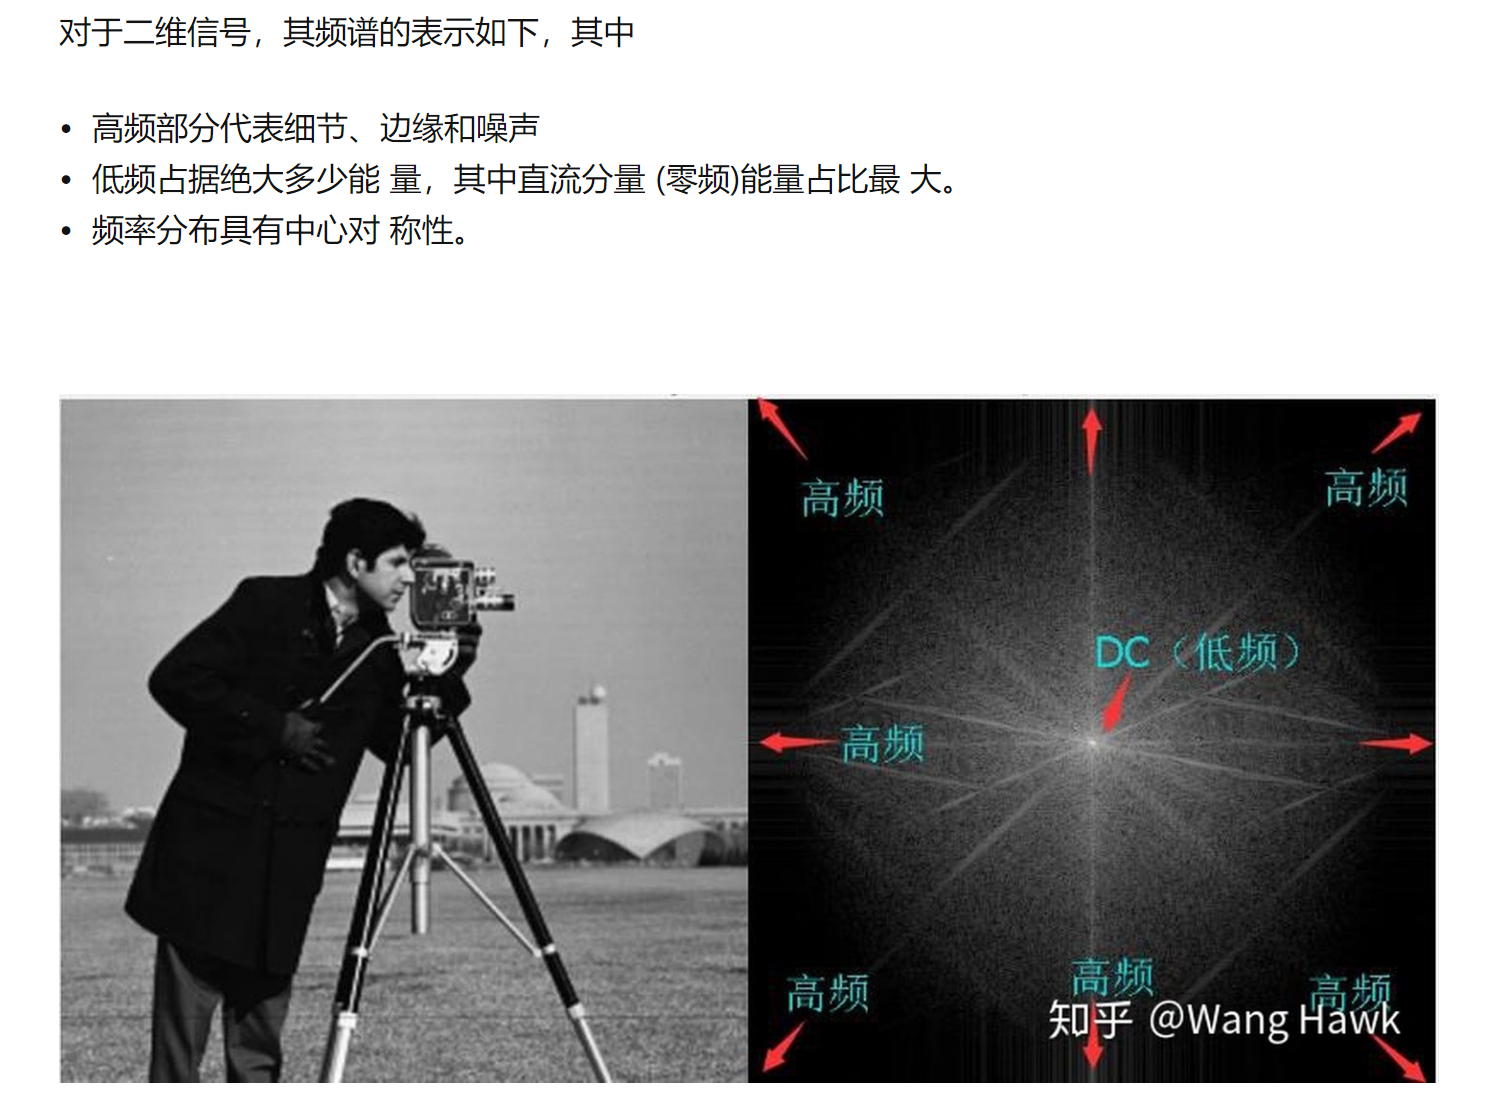 对于二维信号，其频谱的表示如下，其中
• 高频部分代表细节、边缘和噪声
• 低频占据绝大多少能 量，其中直流分量 (零频)能量占比最 大。
• 频率分布具有中心对 称性。
高频
高频
DC（低频）
高频
高频
高频
高频
知乎 @Wang Hawk